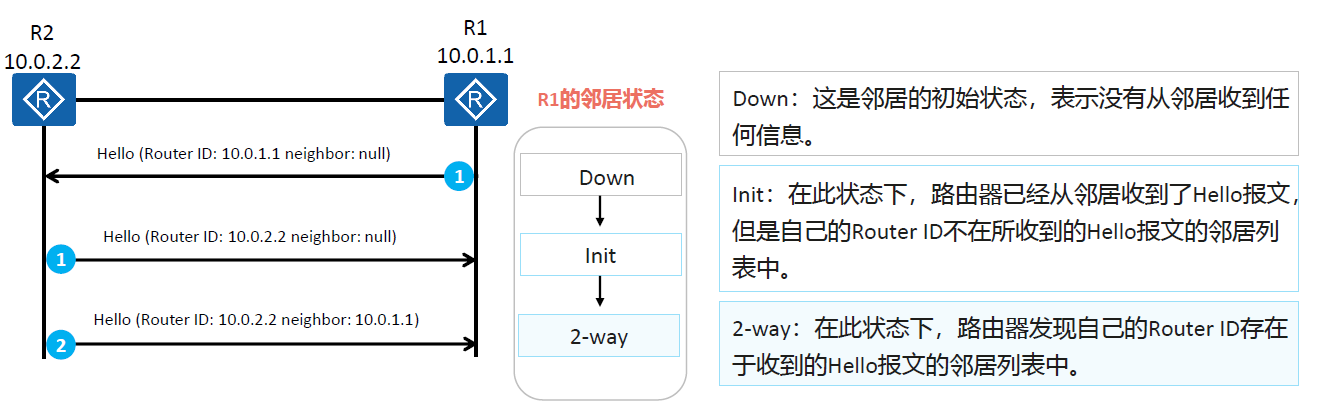 R2
10.0.2.2
R1
10.0.1.1
R
R
R1的邻居状态
Hello (Router ID: 10.0.1.1 neighbor: null)
1
Hello (Router ID: 10.0.2.2 neighbor: null)
1
Hello (Router ID: 10.0.2.2 neighbor: 10.0.1.1)
2
Down
Init
2-way
Down：这是邻居的初始状态，表示没有从邻居收到任
何信息。
Init：在此状态下，路由器已经从邻居收到了Hello报文，
但是自己的Router ID不在所收到的Hello报文的邻居列
表中。
2-way：在此状态下，路由器发现自己的Router ID存在
于收到的Hello报文的邻居列表中。